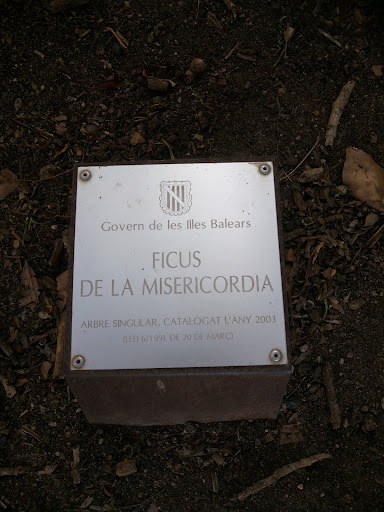 Govern de les Illes Balears
FICUS
DE LA MISERICORDIA
ARBRE SINGULAR, CATALOGAT L'ANY 2003
(LLEI 6/1991 DE 20 DE MARÇ)